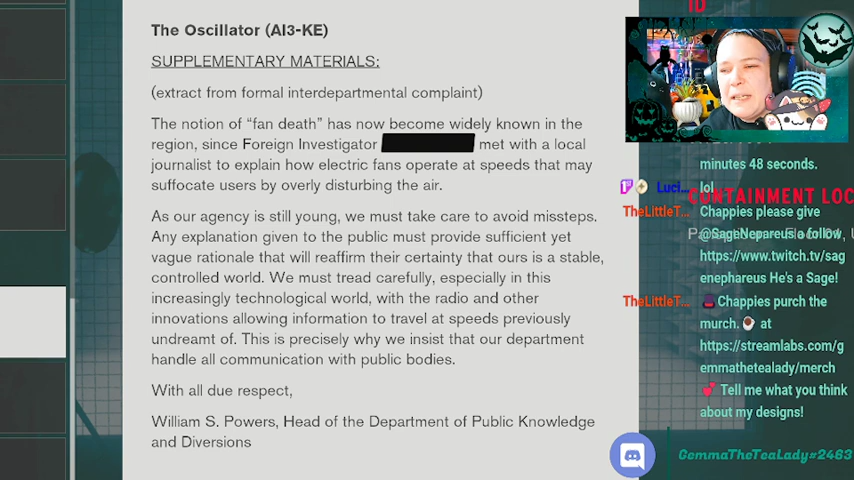 The Oscillator (AI3-KE)
SUPPLEMENTARY MATERIALS:
(extract from formal interdepartmental complaint)
The notion of "fan death" has now become widely known in the
region, since Foreign Investigator met with a local
journalist to explain how electric fans operate at speeds that may
suffocate users by overly disturbing the air.
As our agency is still young, we must take care to avoid missteps.
Any explanation given to the public must provide sufficient yet
vague rationale that will reaffirm their certainty that ours is a stable,
controlled world. We must tread carefully, especially in this
increasingly technological world, with the radio and other
innovations allowing information to travel at speeds previously
undreamt of. This is precisely why we insist that our department
handle all communication with public bodies.
With all due respect,
William S. Powers, Head of the Department of Public Knowledge
and Diversions
ID
minutes 48 seconds.
Luci... lol
CONTAINMENT LOC
TheLittleT... Chappies please give
@SageNepareus a follow
https://www.twitch.tv/sag
enephareus He's a Sage!
TheLittleT... Chappies purch the
murch. at
https://streamlabs.com/g
emmathetealady/merch
Tell me what you think
about my designs!
GemmaTheTeaLady#2463